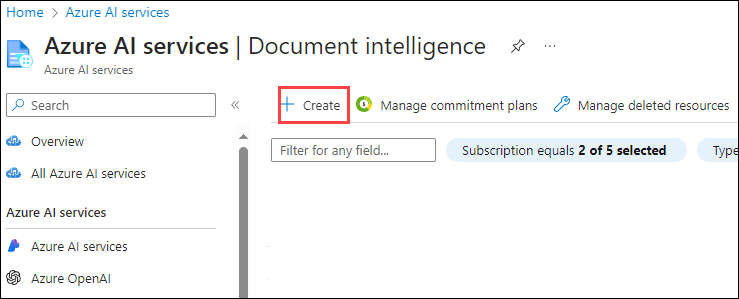 Home > Azure AI services >
Azure AI services | Document intelligence ...
Azure AI services
Search
«
+ Create
Manage commitment plans
Manage deleted resources
Overview
All Azure AI services
Filter for any field...
Subscription equals 2 of 5 selected
Type
Azure AI services
Azure AI services
Azure OpenAI